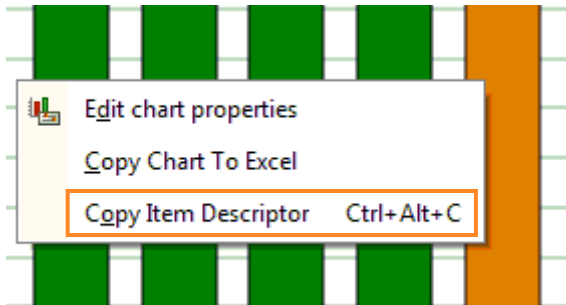 Edit chart properties
Copy Chart To Excel
Copy Item Descriptor Ctrl+Alt+C